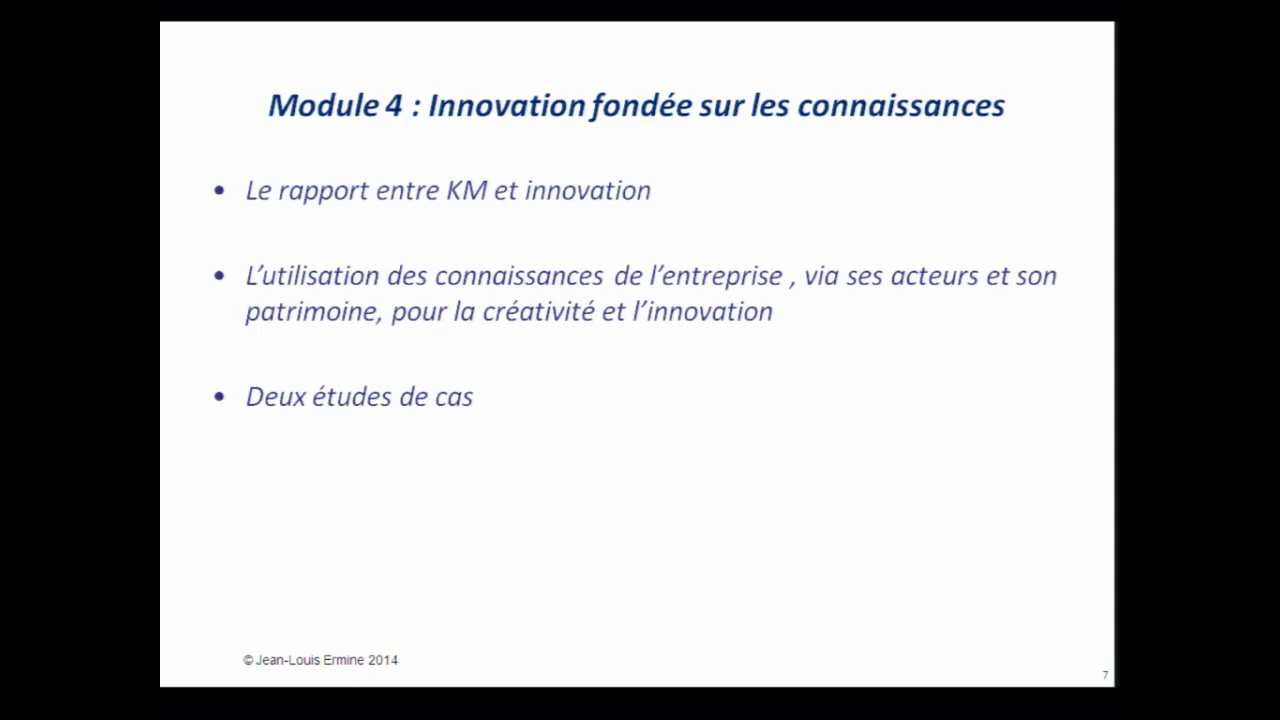 Module 4 : Innovation fondée sur les connaissances
• Le rapport entre KM et innovation
• L’utilisation des connaissances de l’entreprise , via ses acteurs et son
patrimoine, pour la créativité et l’innovation
• Deux études de cas
© Jean-Louis Ermine 2014
7